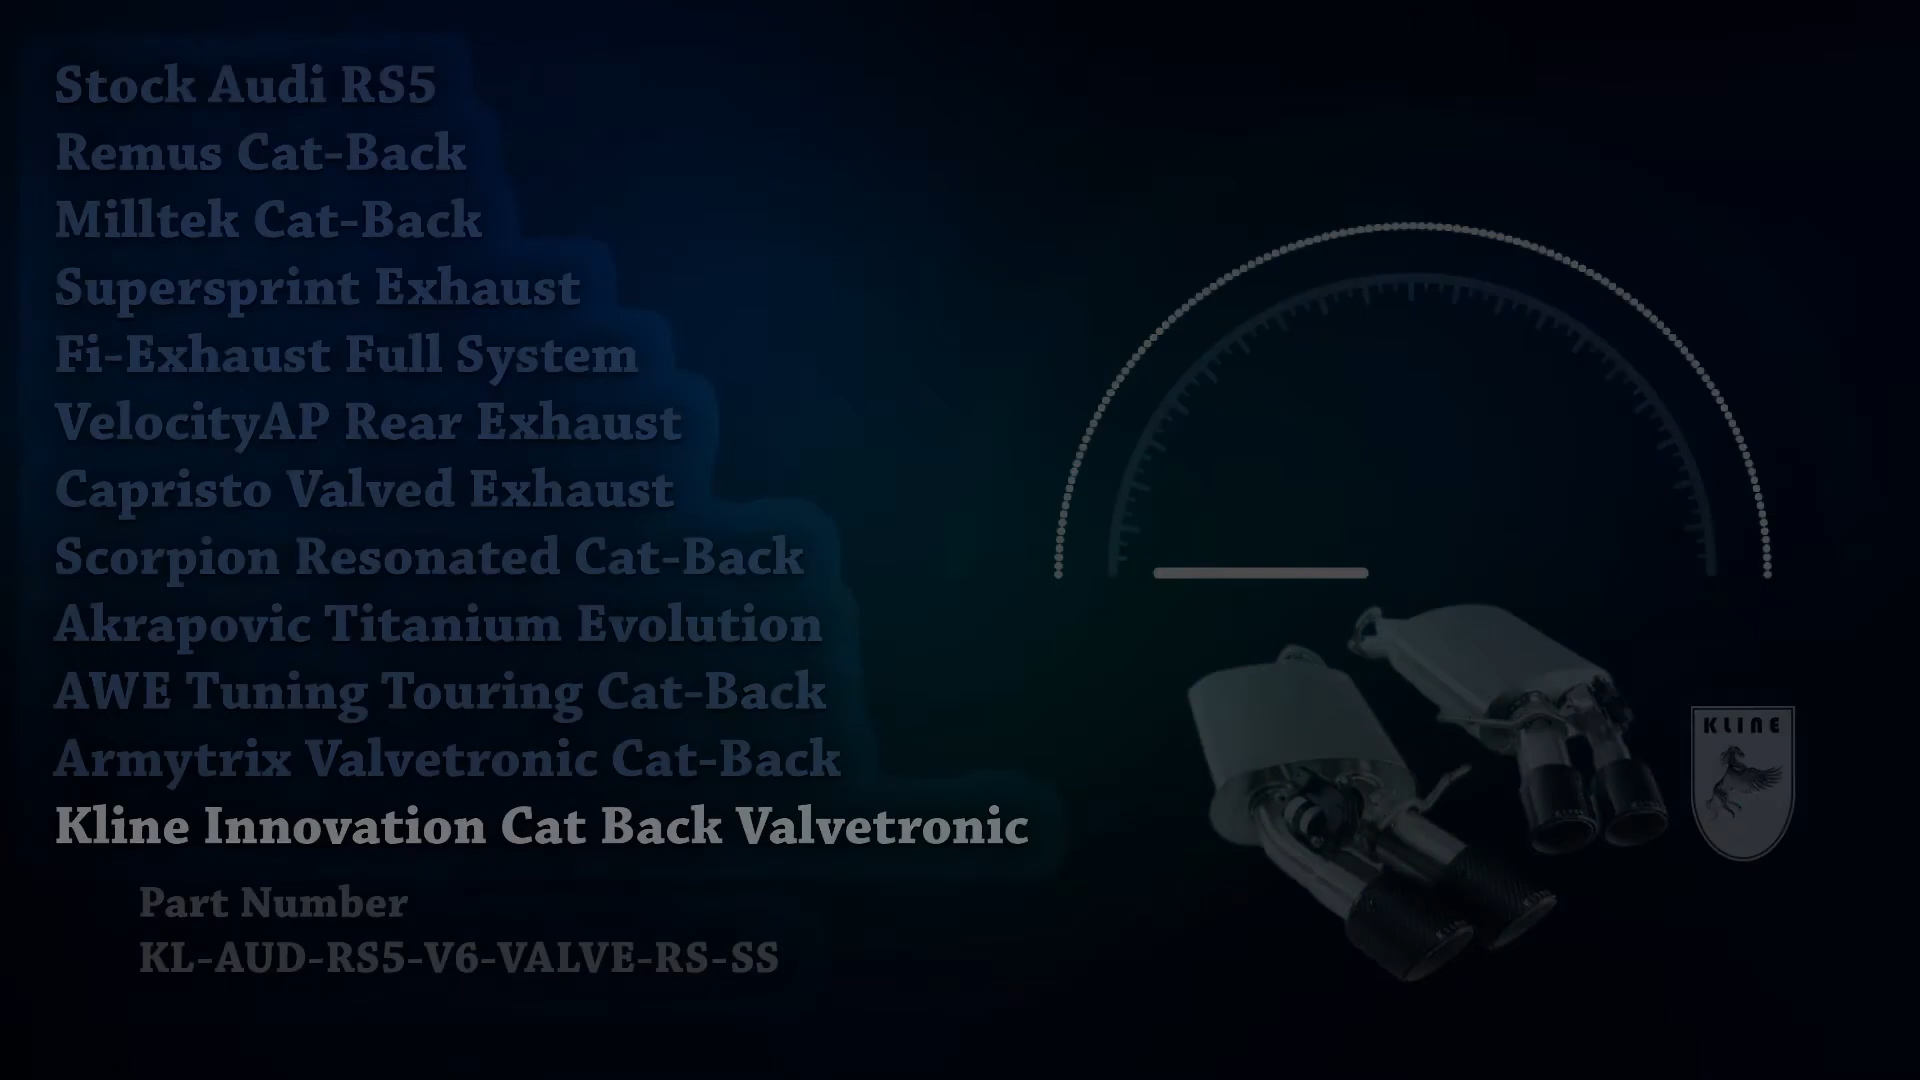 Stock Audi RS5
Remus Cat-Back
Milltek Cat-Back
Supersprint Exhaust
Fi-Exhaust Full System
VelocityAP Rear Exhaust
Capristo Valved Exhaust
Scorpion Resonated Cat-Back
Akrapovic Titanium Evolution
AWE Tuning Touring Cat-Back
Armytrix Valvetronic Cat-Back
Kline Innovation Cat Back Valvetronic
Part Number
KL-AUD-RS5-V6-VALVE-RS-SS
KLINE